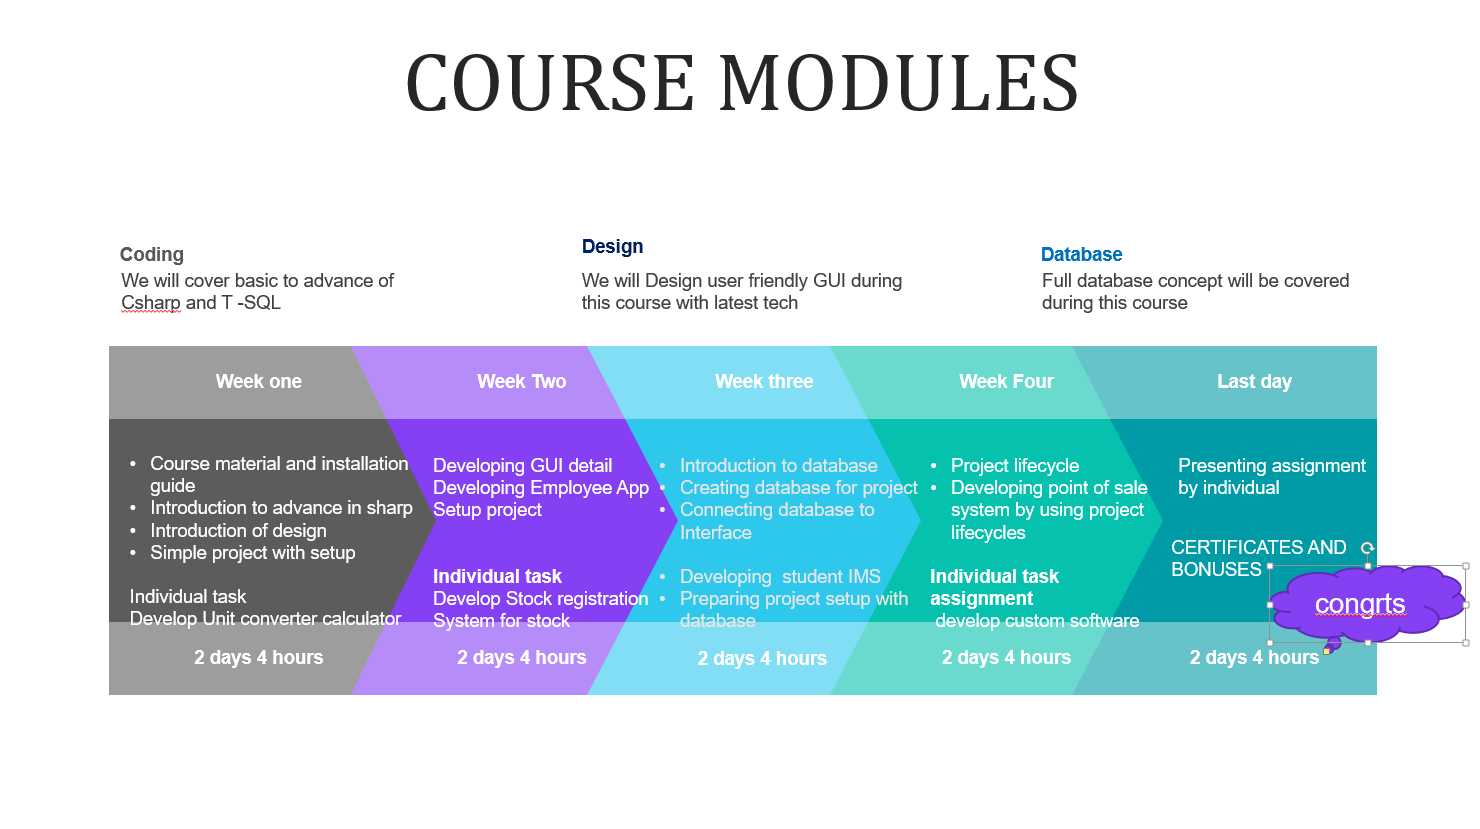 COURSE MODULES
Coding
We will cover basic to advance of
Csharp and T -SQL
Design
We will Design user friendly GUI during
this course with latest tech
Database
Full database concept will be covered
during this course
Week one
• Course material and installation
guide
• Introduction to advance in sharp
• Introduction of design
• Simple project with setup
Individual task
Develop Unit converter calculator
2 days 4 hours
Week Two
Developing GUI detail
Developing Employee App
Setup project
Individual task
Develop Stock registration
System for stock
2 days 4 hours
Week three
• Introduction to database
• Creating database for project
• Connecting database to
Interface
• Developing  student IMS
• Preparing project setup with
database
2 days 4 hours
Week Four
• Project lifecycle
• Developing point of sale
system by using project
lifecycles
Individual task
assignment
develop custom software
2 days 4 hours
Last day
Presenting assignment
by individual
CERTIFICATES AND
BONUSES
congrts
2 days 4 hours